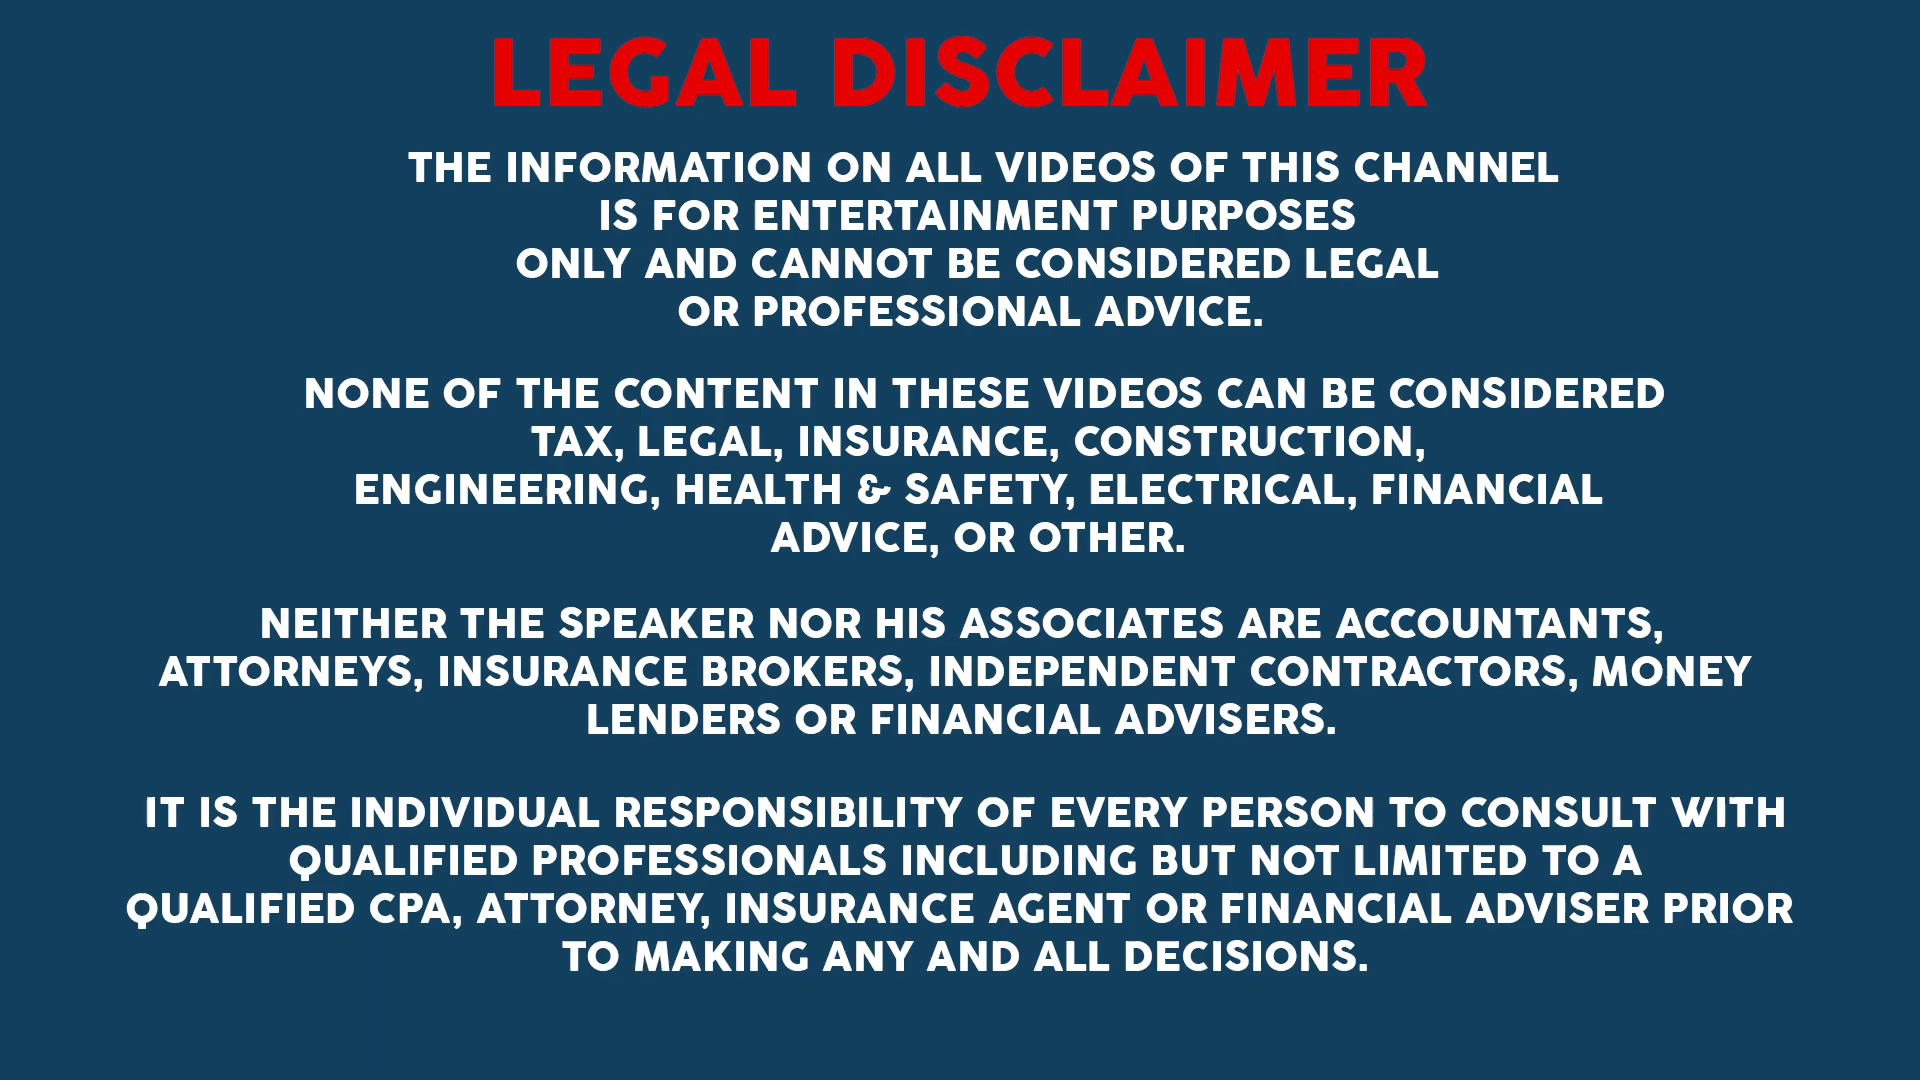 LEGAL DISCLAIMER
THE INFORMATION ON ALL VIDEOS OF THIS CHANNEL
IS FOR ENTERTAINMENT PURPOSES
ONLY AND CANNOT BE CONSIDERED LEGAL
OR PROFESSIONAL ADVICE.
NONE OF THE CONTENT IN THESE VIDEOS CAN BE CONSIDERED
TAX, LEGAL, INSURANCE, CONSTRUCTION,
ENGINEERING, HEALTH & SAFETY, ELECTRICAL, FINANCIAL
ADVICE, OR OTHER.
NEITHER THE SPEAKER NOR HIS ASSOCIATES ARE ACCOUNTANTS,
ATTORNEYS, INSURANCE BROKERS, INDEPENDENT CONTRACTORS, MONEY
LENDERS OR FINANCIAL ADVISERS.
IT IS THE INDIVIDUAL RESPONSIBILITY OF EVERY PERSON TO CONSULT WITH
QUALIFIED PROFESSIONALS INCLUDING BUT NOT LIMITED TO A
QUALIFIED CPA, ATTORNEY, INSURANCE AGENT OR FINANCIAL ADVISER PRIOR
TO MAKING ANY AND ALL DECISIONS.